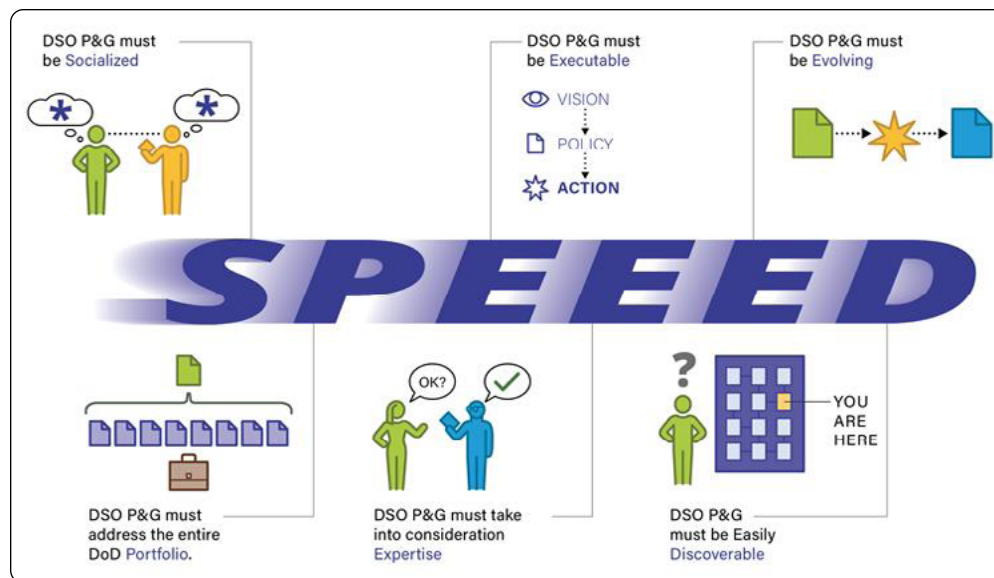 DSO P&G must
be Socialized
DSO P&G must
be Executable
VISION
POLICY
ACTION
DSO P&G must
be Evolving
SPEEED
OK?
?
YOU
ARE
HERE
DSO P&G must
address the entire
DoD Portfolio.
DSO P&G must take
into consideration
Expertise
DSO P&G
must be Easily
Discoverable